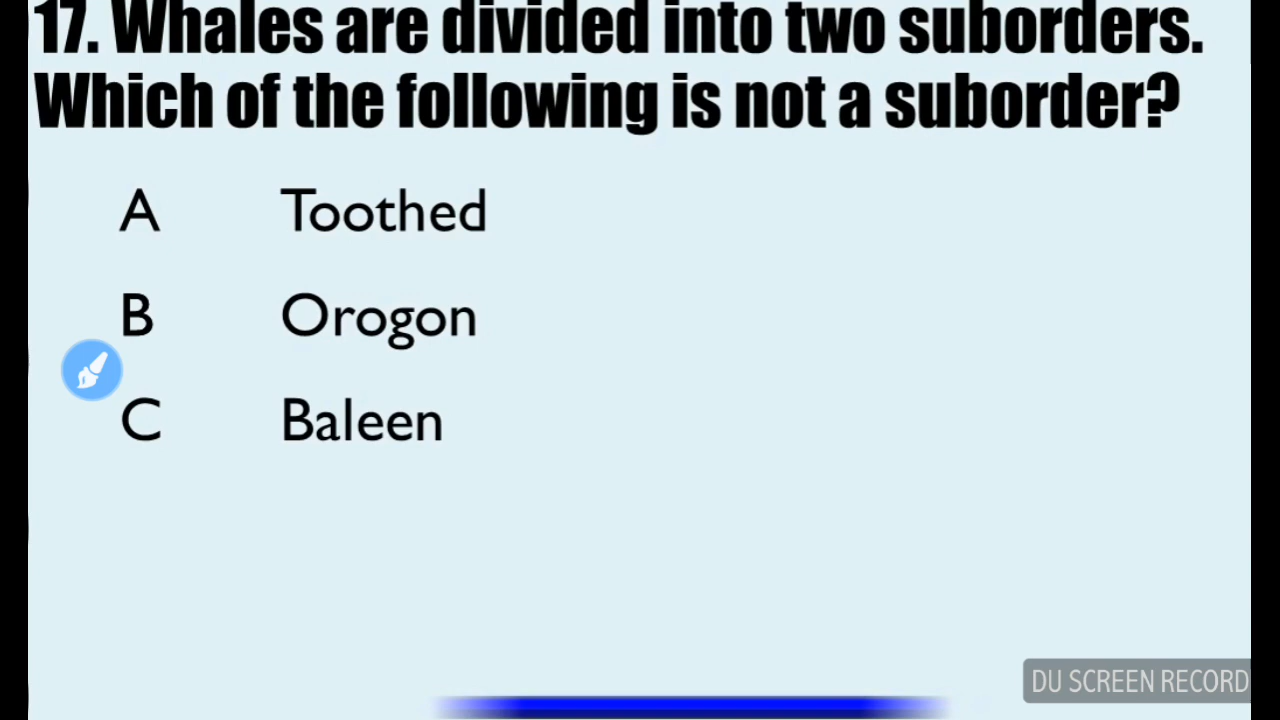 17. Whales are divided into two suborders.
Which of the following is not a suborder?
A Toothed
B Orogon
C Baleen
DU SCREEN RECORD